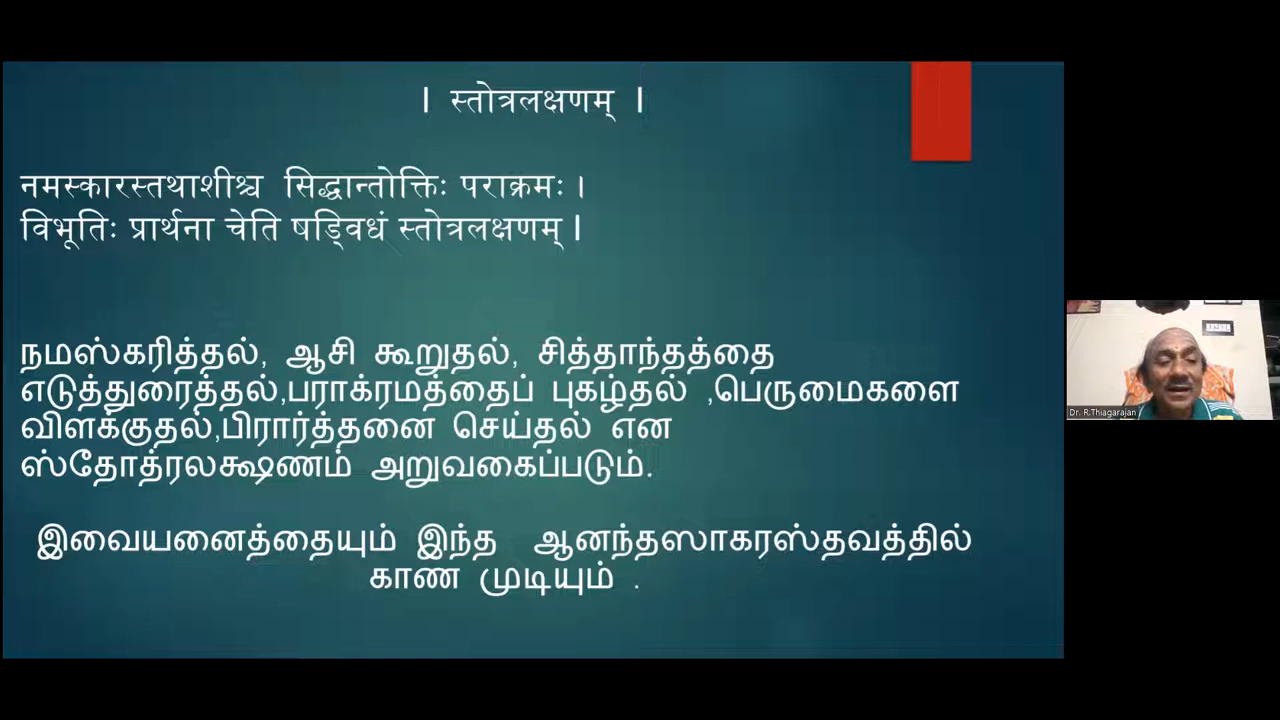 । स्तोत्रलक्षणम् ।
नमस्कारस्तथाशीश्च सिद्धान्तोक्तिः पराक्रमः ।
विभूतिः प्रार्थना चेति षड्विधं स्तोत्रलक्षणम् ।
நமஸ்கரித்தல், ஆசி கூறுதல், சித்தாந்தத்தை
எடுத்துரைத்தல்,பராக்ரமத்தைப் புகழ்தல் ,பெருமைகளை
விளக்குதல்,பிரார்த்தனை செய்தல் என
ஸ்தோத்ரலக்ஷணம் அறுவகைப்படும்.
இவையனைத்தையும் இந்த ஆனந்தஸாகரஸ்தவத்தில்
காண முடியும் .
Dr. R.Thiagarajan